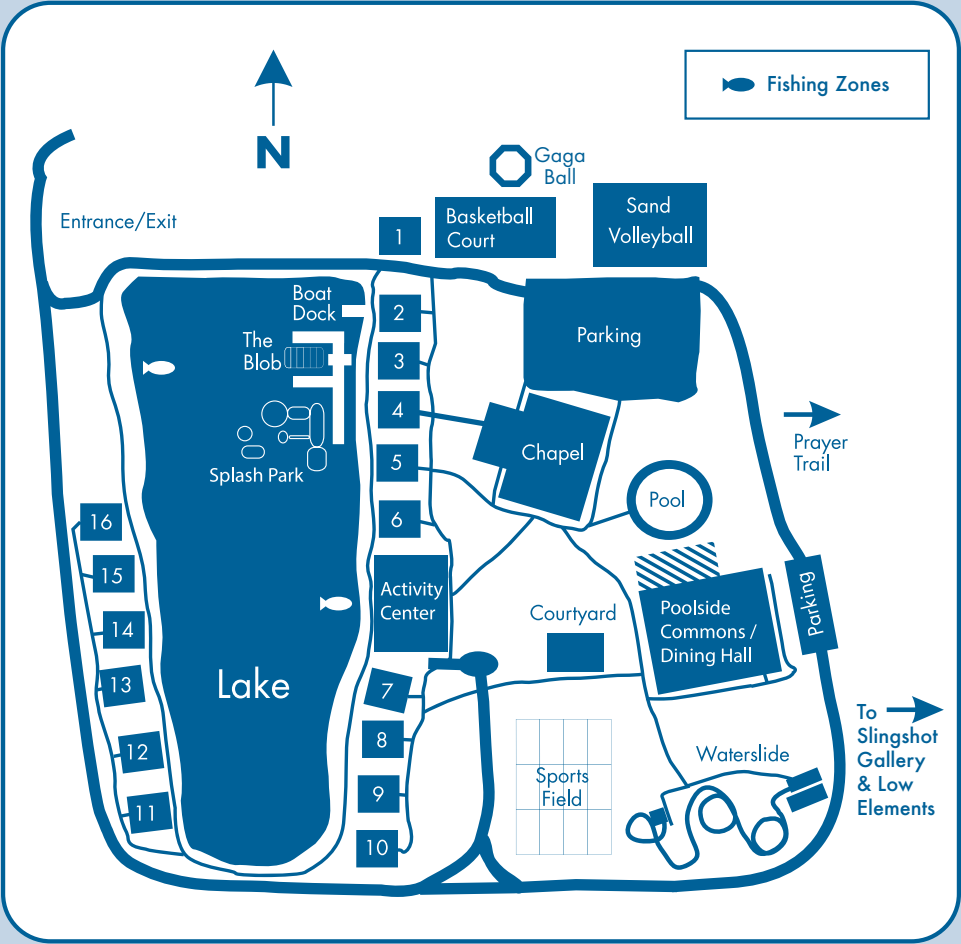 Fishing Zones
N
Gaga
Ball
Entrance/Exit
1
Basketball
Court
Sand
Volleyball
Boat
Dock
2
The
Blob
3
Parking
4
Chapel
Prayer
Trail
5
Splash Park
Pool
6
16
15
Activity
Center
Parking
Courtyard
Poolside
Commons /
Dining Hall
14
13
Lake
7
8
12
9
11
10
To
Slingshot
Gallery
& Low
Elements
Waterslide
Sports
Field